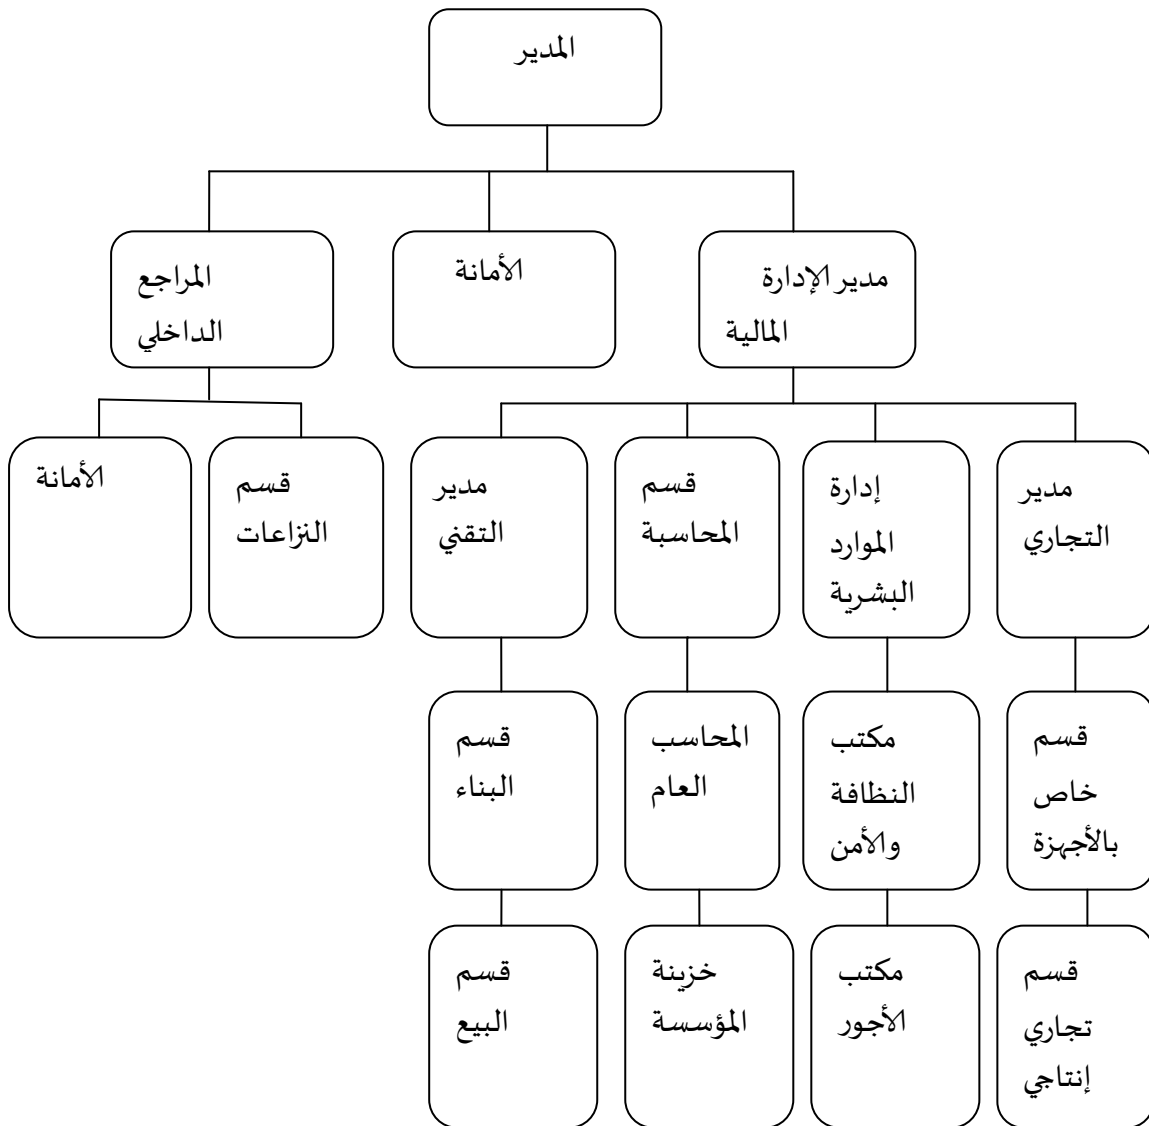 المدير
مدير الإدارة
المالية
الأمانة
المراجع
الداخلي
مدير
التجاري
إدارة
الموارد
البشرية
قسم
المحاسبة
مدير
التقني
قسم
النزاعات
الأمانة
قسم
خاص
بالأجهزة
مكتب
النظافة
والأمن
المحاسب
العام
قسم
البناء
قسم
تجاري
إنتاجي
مكتب
الأجور
خزينة
المؤسسة
قسم
البيع